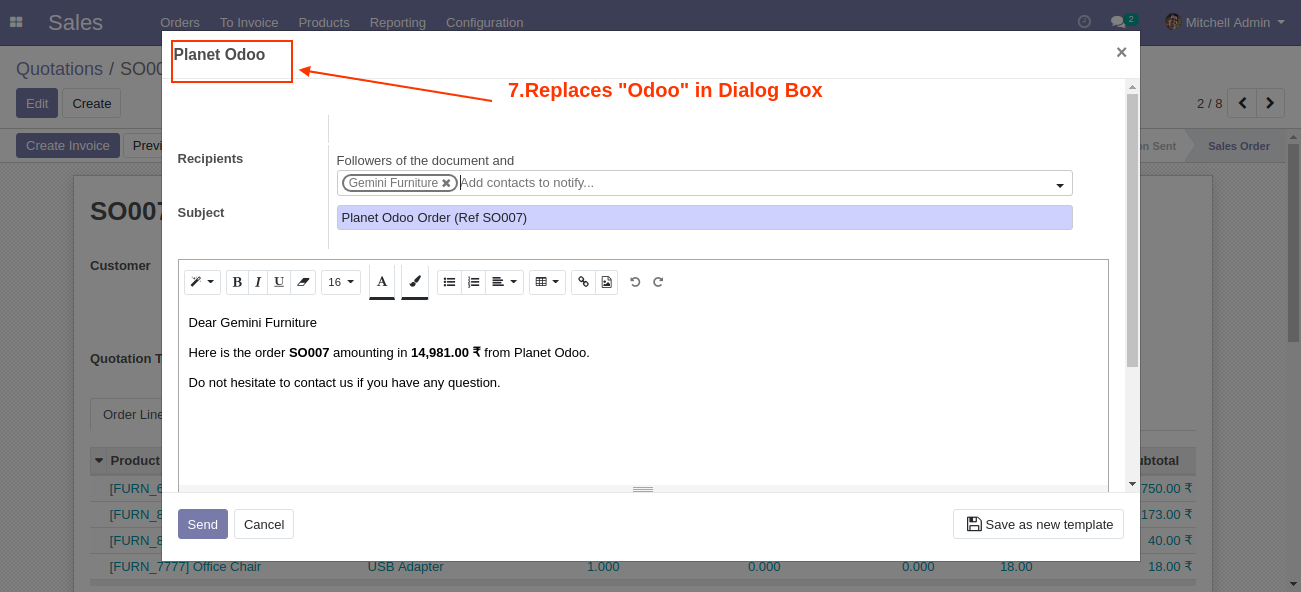 Sales Orders To Invoice Products Reporting Configuration 2 Mitchell Admin
Planet Odoo ×
Quotations / SO00
7.Replaces "Odoo" in Dialog Box
Edit Create 2 / 8
Create Invoice Previ n Sent Sales Order
Recipients Followers of the document and
Gemini Furniture Add contacts to notify...
SO007
Subject Planet Odoo Order (Ref SO007)
Customer
B I U 16 A
Dear Gemini Furniture
Here is the order SO007 amounting in 14,981.00 ₹ from Planet Odoo.
Quotation T
Do not hesitate to contact us if you have any question.
Order Line
Product ubtotal
[FURN_6 750.00 ₹
[FURN_8 173.00 ₹
Send Cancel Save as new template
[FURN_8 40.00 ₹
[FURN_7777] Office Chair USB Adapter 1.000 0.000 0.000 18.00 18.00 ₹